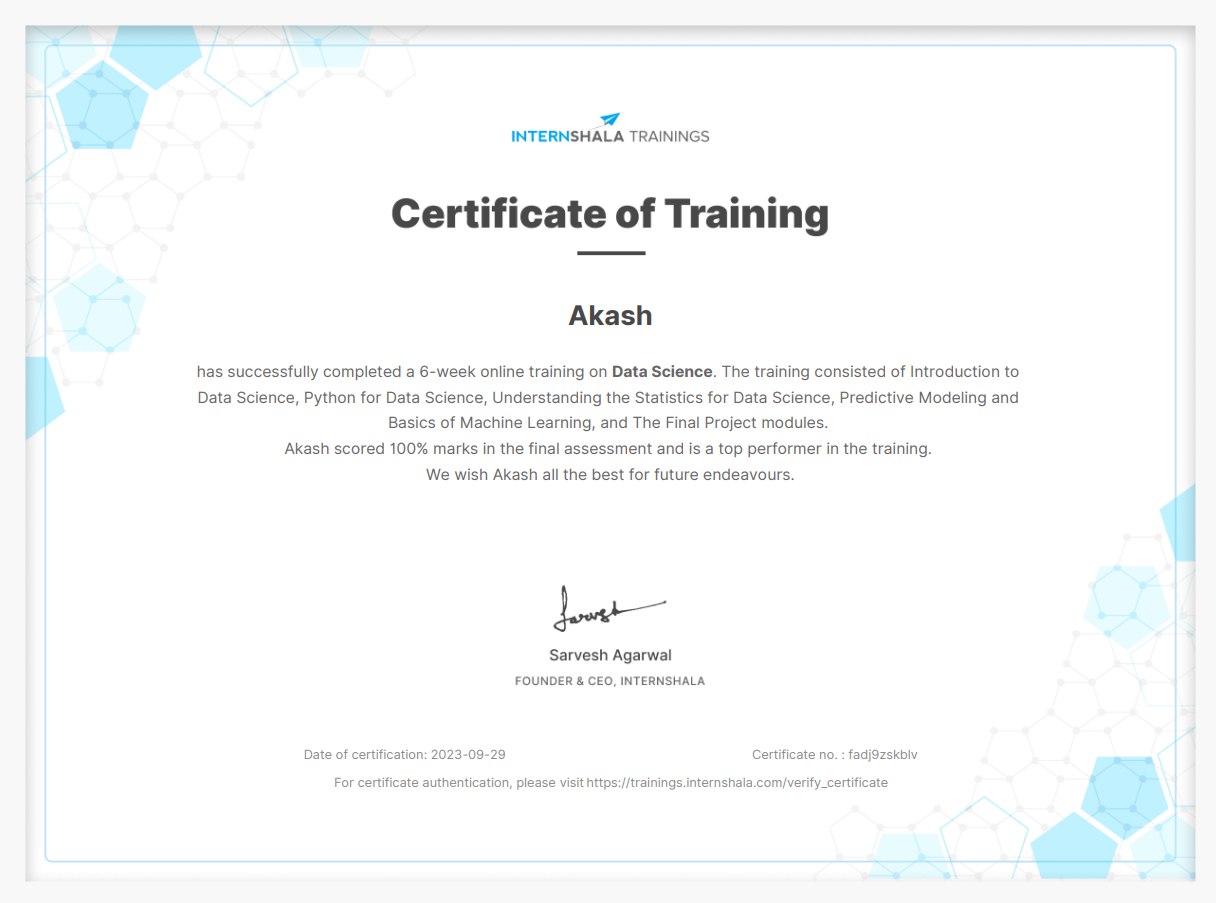 INTERNSHALA TRAININGS
Certificate of Training
Akash
has successfully completed a 6-week online training on Data Science. The training consisted of Introduction to
Data Science, Python for Data Science, Understanding the Statistics for Data Science, Predictive Modeling and
Basics of Machine Learning, and The Final Project modules.
Akash scored 100% marks in the final assessment and is a top performer in the training.
We wish Akash all the best for future endeavours.
Sarvesh
Sarvesh Agarwal
FOUNDER & CEO, INTERNSHALA
Date of certification: 2023-09-29
Certificate no. : fadj9zskblv
For certificate authentication, please visit https://trainings.internshala.com/verify_certificate